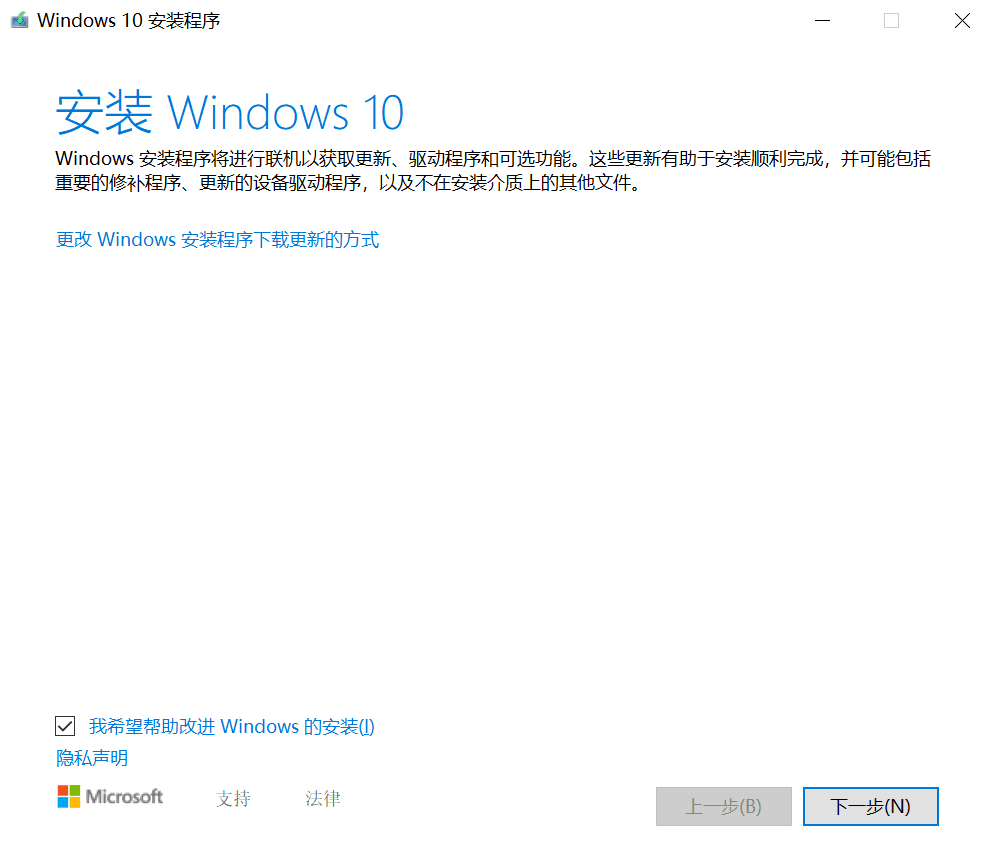 Windows 10 安装程序
安装 Windows 10
Windows 安装程序将进行联机以获取更新、驱动程序和可选功能。这些更新有助于安装顺利完成，并可能包括
重要的修补程序、更新的设备驱动程序，以及不在安装介质上的其他文件。
更改 Windows 安装程序下载更新的方式
我希望帮助改进 Windows 的安装(I)
隐私声明
Microsoft 支持 法律
上一步(B) 下一步(N)